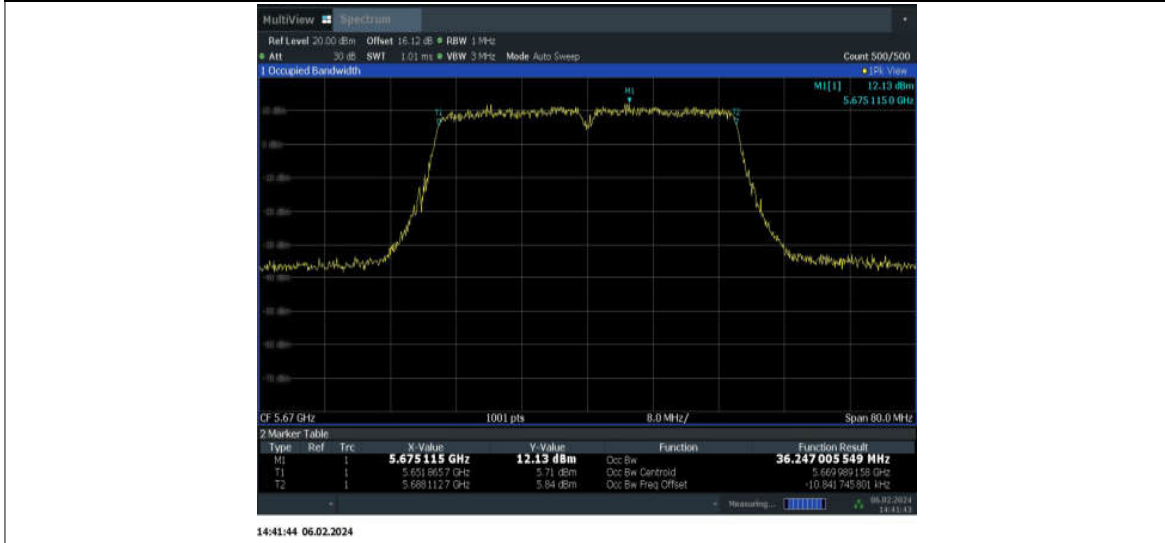 MultiView Spectrum
Ref Level 20.00 dBm Offset 16.12 dB RBW 1 MHz
Att 30 dB SWT 1.01 ms VBW 3 MHz Mode Auto Sweep Count 500/500
1 Occupied Bandwidth 1Pk View
M1[1] 12.13 dBm
5.675 115 0 GHz
M1
T1
T2
CF 5.67 GHz 1001 pts 8.0 MHz/ Span 80.0 MHz
2 Marker Table
Type Ref Trc X-Value Y-Value Function Function Result
M1 1 5.675 115 GHz 12.13 dBm Occ Bw 36.247 005 549 MHz
T1 1 5.651 865 7 GHz 5.71 dBm Occ Bw Centroid 5.669 989 158 GHz
T2 1 5.688 112 7 GHz 5.84 dBm Occ Bw Freq Offset -10.841 745 801 kHz
Measuring... 06.02.2024
14:41:43
14:41:44 06.02.2024